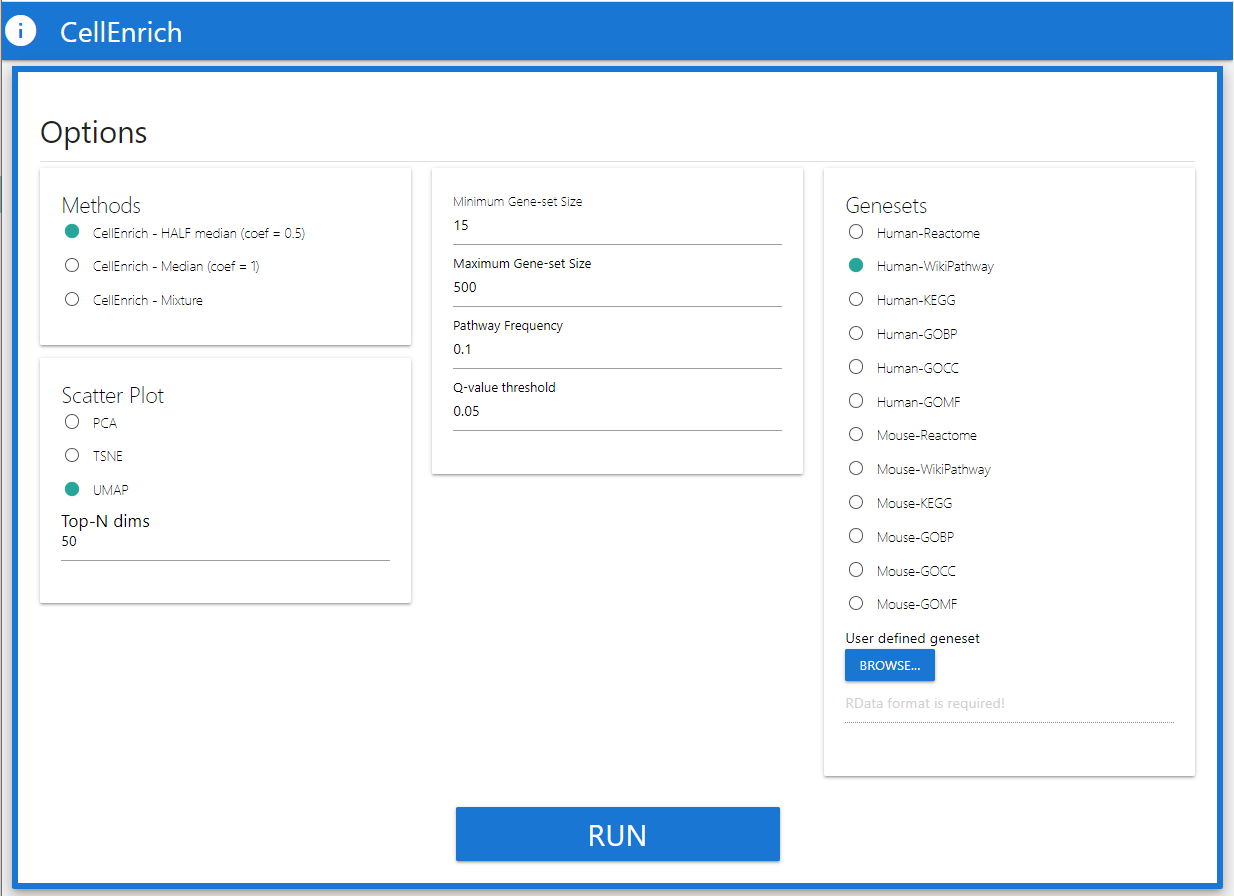 i
CellEnrich
Options
Methods
CellEnrich - HALF median (coef = 0.5)
CellEnrich - Median (coef = 1)
CellEnrich - Mixture
Scatter Plot
PCA
TSNE
UMAP
Top-N dims
50
Minimum Gene-set Size
15
Maximum Gene-set Size
500
Pathway Frequency
0.1
Q-value threshold
0.05
Genesets
Human-Reactome
Human-WikiPathway
Human-KEGG
Human-GOBP
Human-GOCC
Human-GOMF
Mouse-Reactome
Mouse-WikiPathway
Mouse-KEGG
Mouse-GOBP
Mouse-GOCC
Mouse-GOMF
User defined geneset
BROWSE...
RData format is required!
RUN